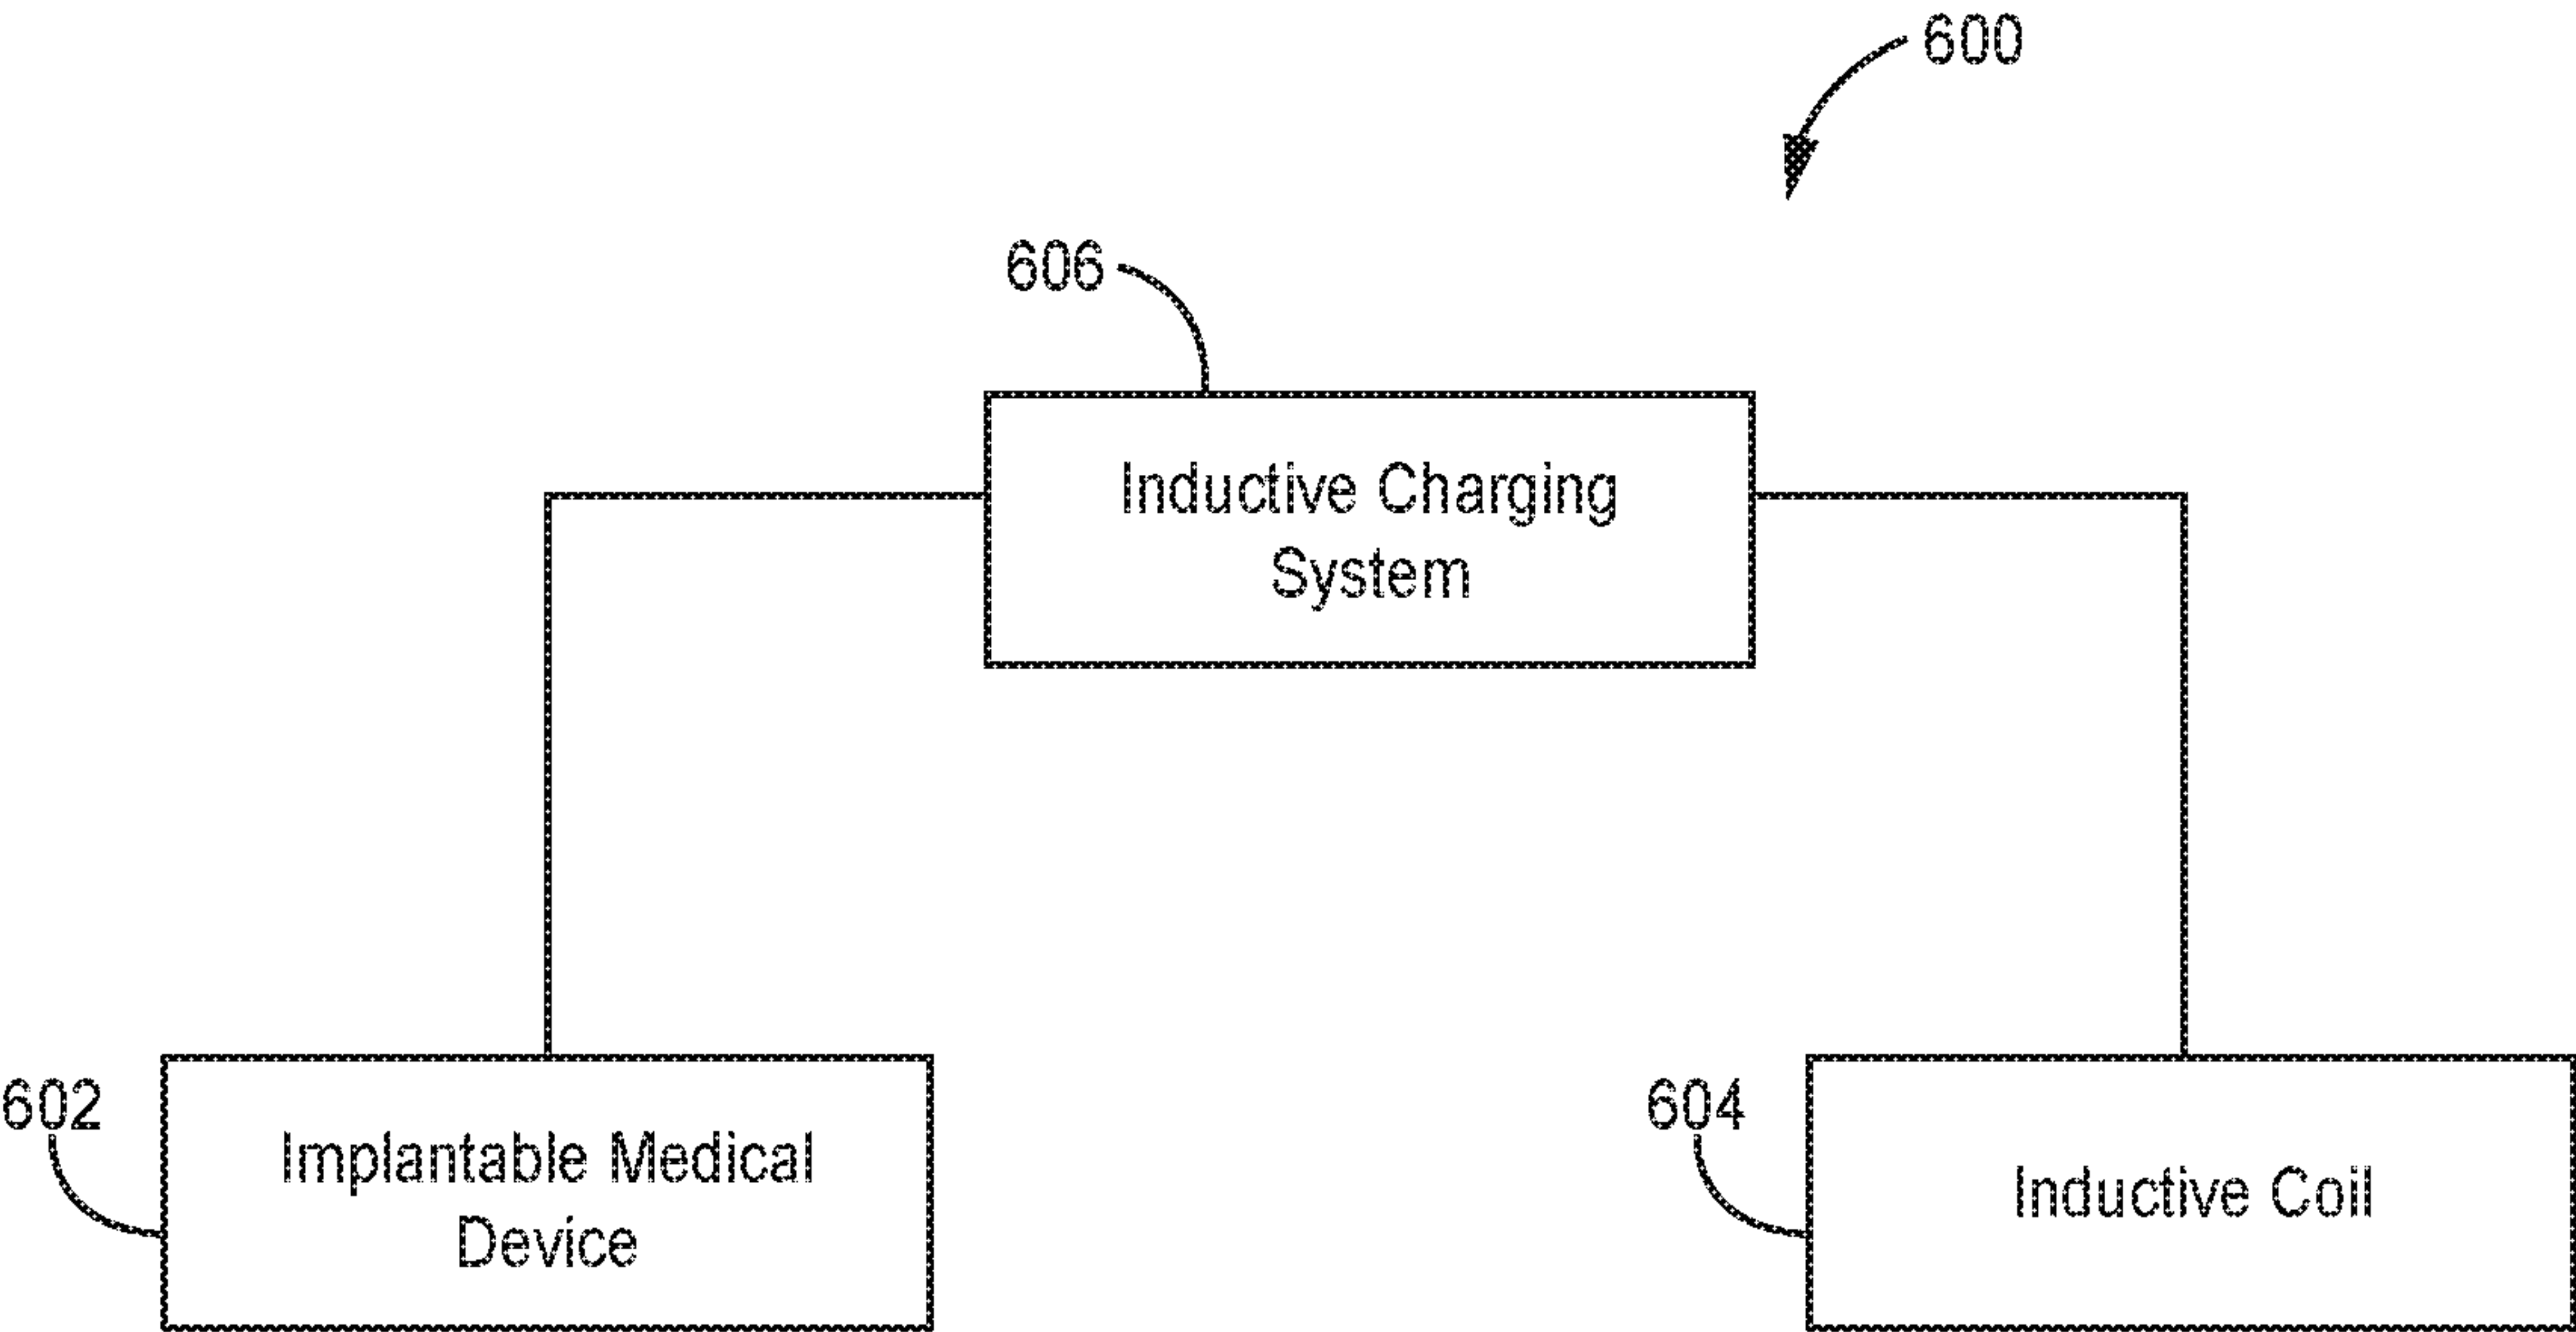 600
606
Inductive Charging
System
602
Implantable Medical
Device
604
Inductive Coil